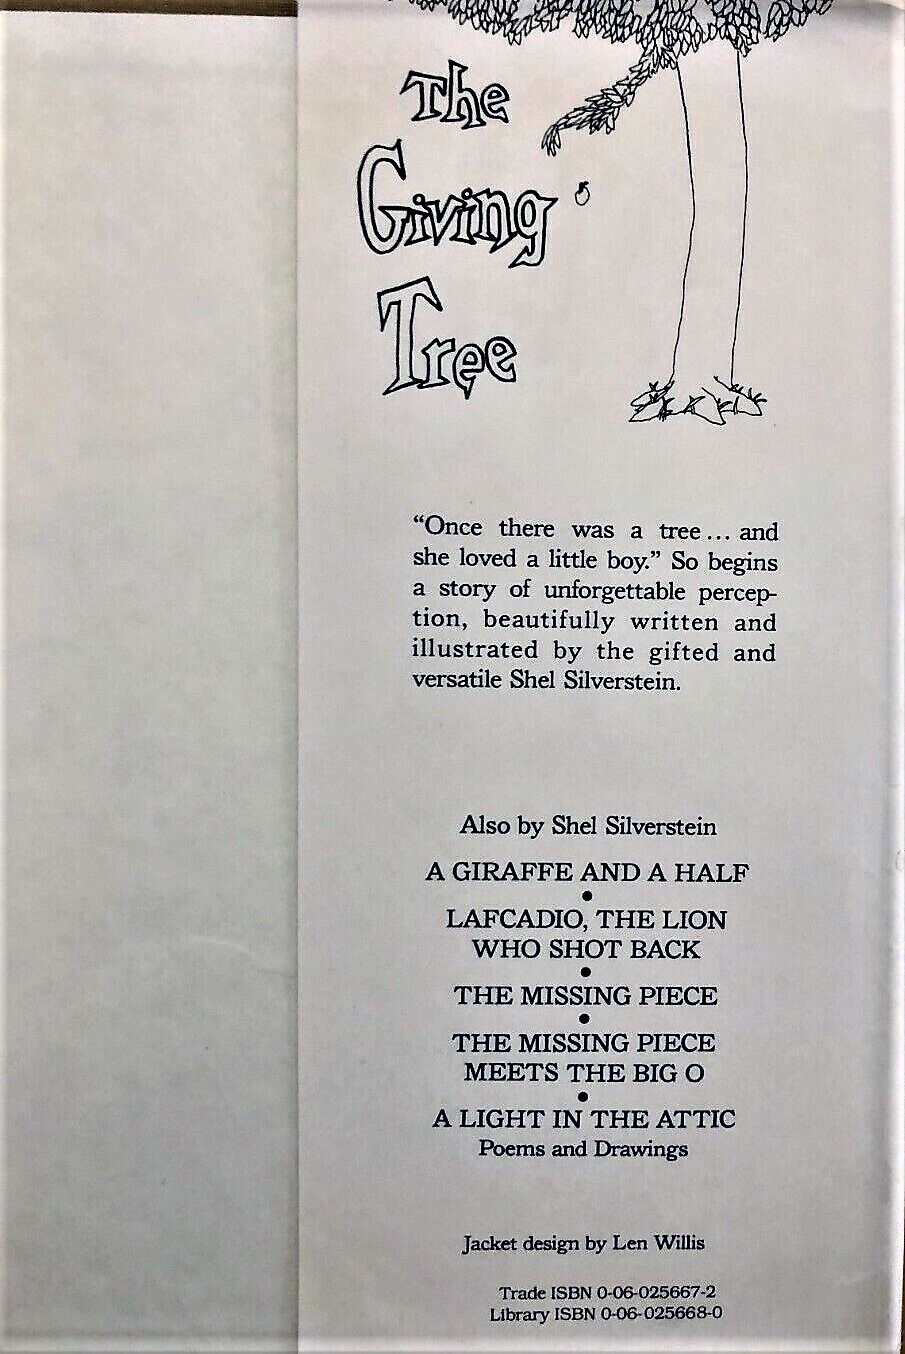 The
Giving
Tree
“Once there was a tree... and
she loved a little boy.” So begins
a story of unforgettable percep-
tion, beautifully written and
illustrated by the gifted and
versatile Shel Silverstein.
Also by Shel Silverstein
A GIRAFFE AND A HALF
•
LAFCADIO, THE LION
WHO SHOT BACK
•
THE MISSING PIECE
•
THE MISSING PIECE
MEETS THE BIG O
•
A LIGHT IN THE ATTIC
Poems and Drawings
Jacket design by Len Willis
Trade ISBN 0-06-025667-2
Library ISBN 0-06-025668-0